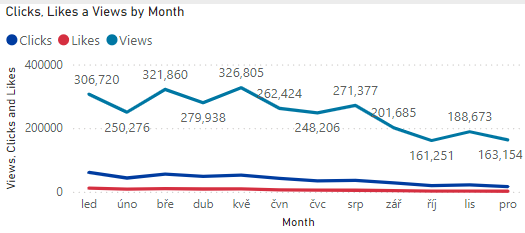 Clicks, Likes a Views by Month
Clicks Likes Views
400000
306,720 321,860 326,805
262,424 271,377
250,276 279,938 248,206 201,685 188,673
200000
161,251 163,154
0
Views, Clicks and Likes
led úno bře dub kvě čvn čvc srp zář říj lis pro
Month